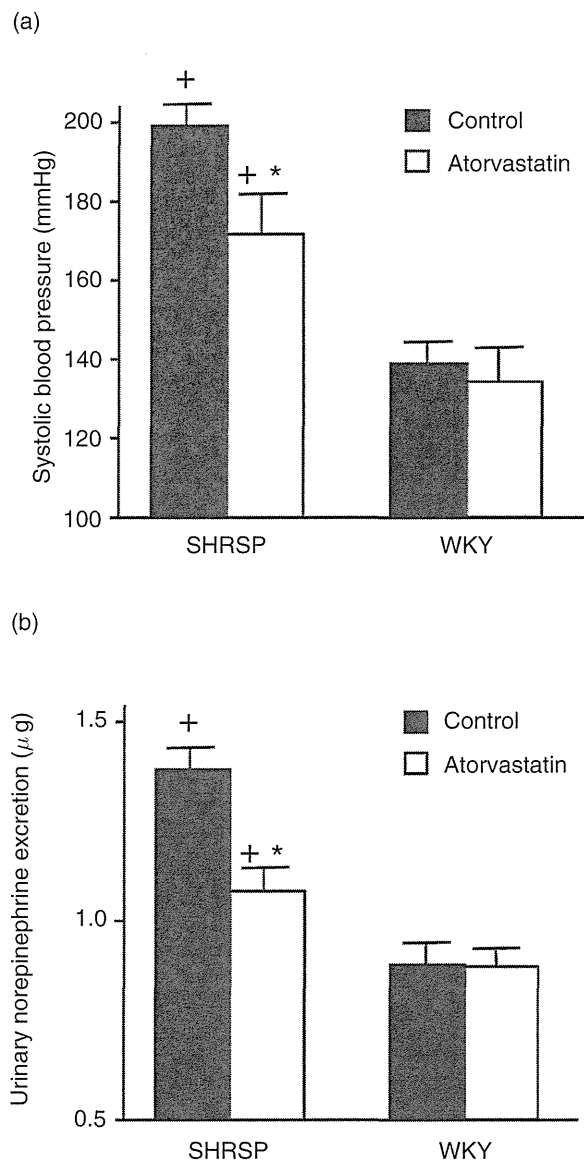 (a)
+
200
+ *
180
160
140
120
100
Systolic blood pressure (mmHg)
Control
Atorvastatin
SHRSP
WKY
(b)
1.5
+
+ *
1.0
0.5
Urinary norepinephrine excretion (μg)
Control
Atorvastatin
SHRSP
WKY